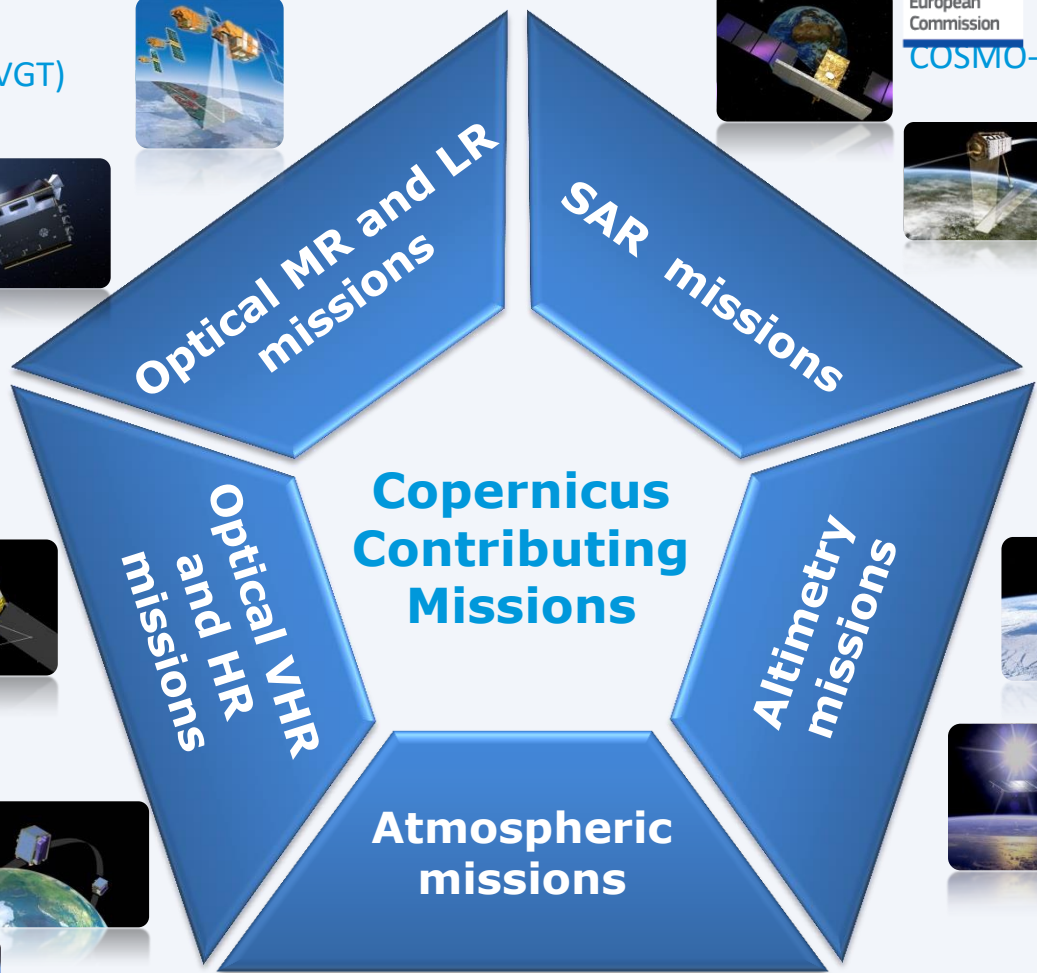 European
Commission
VGT)
COSMO-
Optical MR and LR
missions
SAR  missions
Copernicus
Contributing
Missions
Optical VHR
and HR
missions
Altimetry
missions
Atmospheric
missions